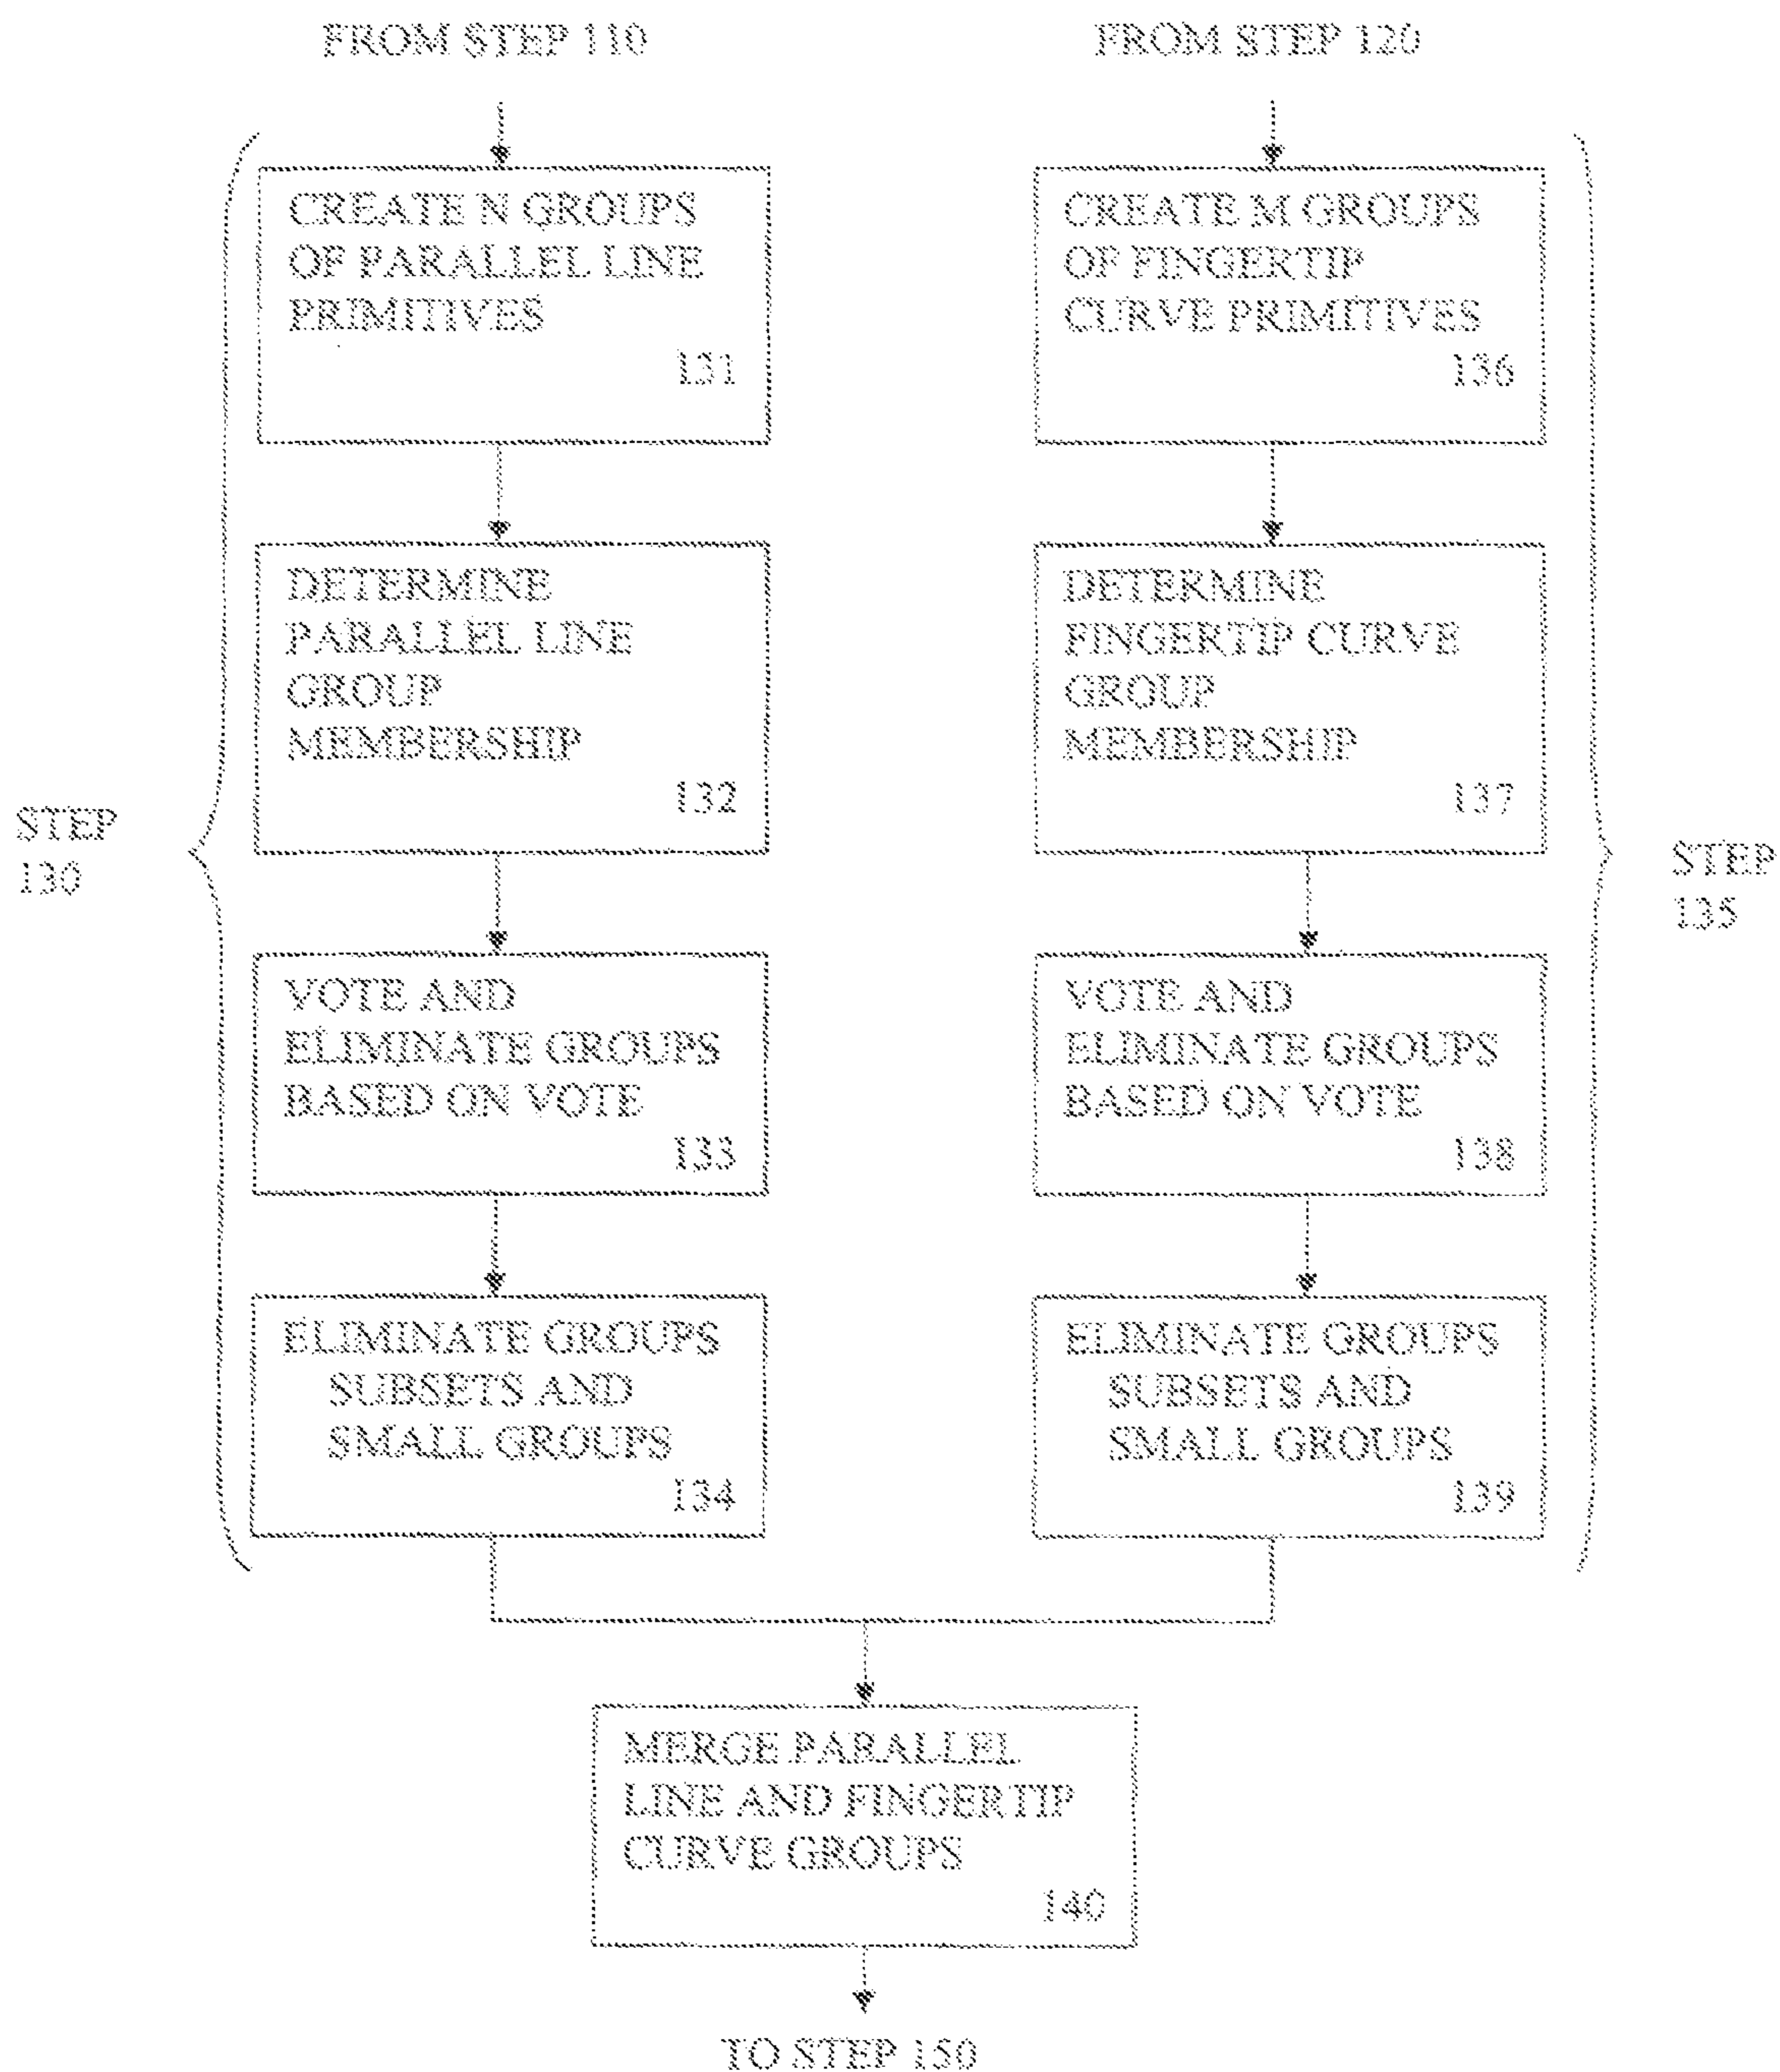 FROM STEP 110
FROM STEP 120
CREATE N GROUPS
OF PARALLEL LINE
PRIMITIVES
131
CREATE M GROUPS
OF FINGERTIP
CURVE PRIMITIVES
136
DETERMINE
PARALLEL LINE
GROUP
MEMBERSHIP
132
DETERMINE
FINGERTIP CURVE
GROUP
MEMBERSHIP
137
STEP
130
STEP
135
VOTE AND
ELIMINATE GROUPS
BASED ON VOTE
133
VOTE AND
ELIMINATE GROUPS
BASED ON VOTE
138
ELIMINATE GROUPS
SUBSETS AND
SMALL GROUPS
134
ELIMINATE GROUPS
SUBSETS AND
SMALL GROUPS
139
MERGE PARALLEL
LINE AND FINGERTIP
CURVE GROUPS
140
TO STEP 150